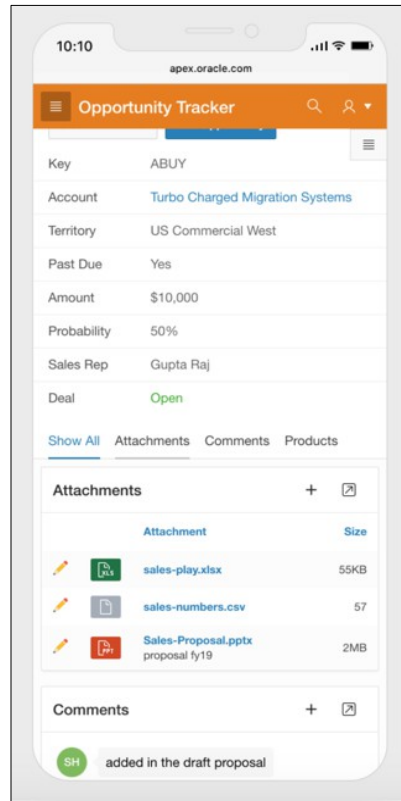 10:10
apex.oracle.com
Opportunity Tracker
Key ABUY
Account Turbo Charged Migration Systems
Territory US Commercial West
Past Due Yes
Amount $10,000
Probability 50%
Sales Rep Gupta Raj
Deal Open
Show All Attachments Comments Products
Attachments
Attachment Size
XLS sales-play.xlsx 55KB
sales-numbers.csv 57
PPT Sales-Proposal.pptx 2MB
proposal fy19
Comments
SH added in the draft proposal